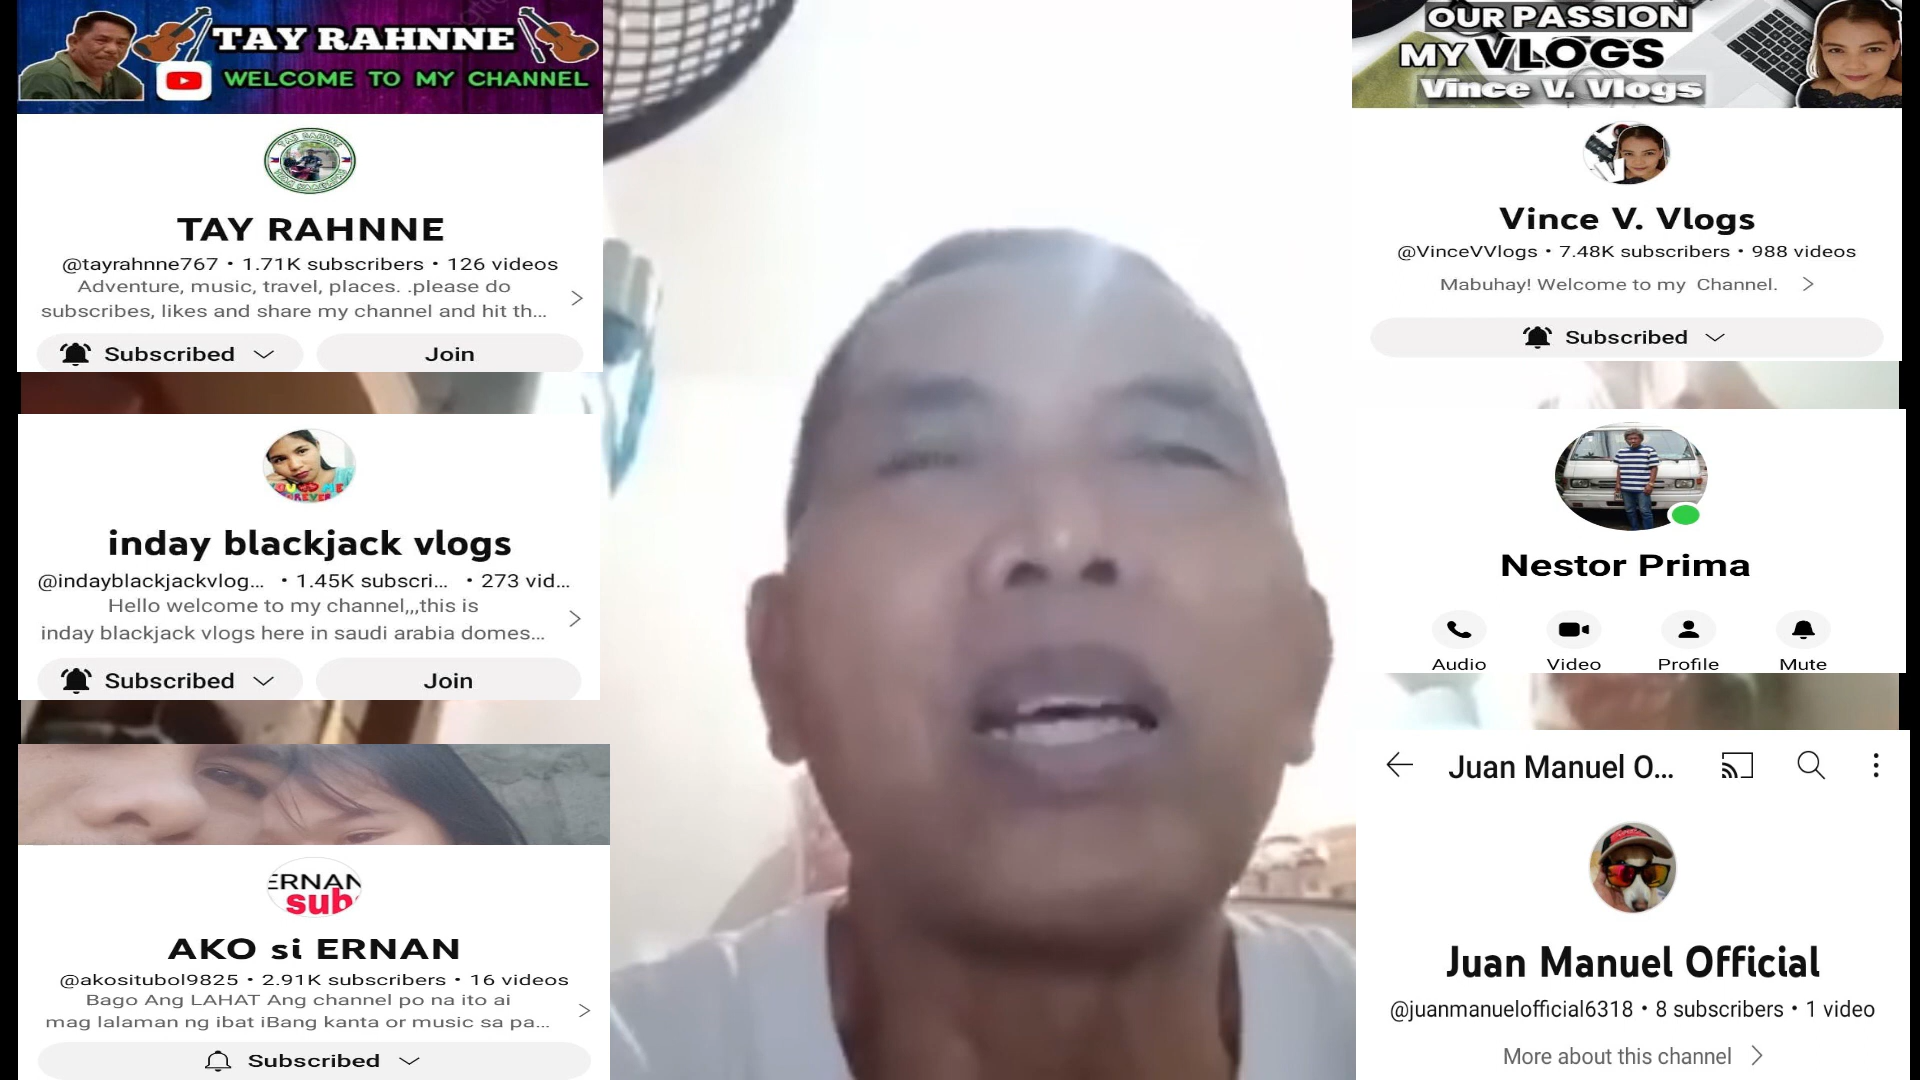 TAY RAHNNE
WELCOME TO MY CHANNEL
TAY RAHNNE
@tayrahnne767 • 1.71K subscribers • 126 videos
Adventure, music, travel, places. .please do
subscribes, likes and share my channel and hit th...
Subscribed
Join
inday blackjack vlogs
@indayblackjackvlog... • 1.45K subscri... • 273 vid...
Hello welcome to my channel,,,this is
inday blackjack vlogs here in saudi arabia domes...
Subscribed
Join
ERNAN
sub
AKO si ERNAN
@akositubol9825 • 2.91K subscribers • 16 videos
Bago Ang LAHAT Ang channel po na ito ai
mag lalaman ng ibat iBang kanta or music sa pa...
Subscribed
OUR PASSION
MY VLOGS
Vince V. Vlogs
Vince V. Vlogs
@VinceVVlogs • 7.48K subscribers • 988 videos
Mabuhay! Welcome to my Channel.
Subscribed
Nestor Prima
Audio Video Profile Mute
Juan Manuel O...
Juan Manuel Official
@juanmanuelofficial6318 • 8 subscribers • 1 video
More about this channel